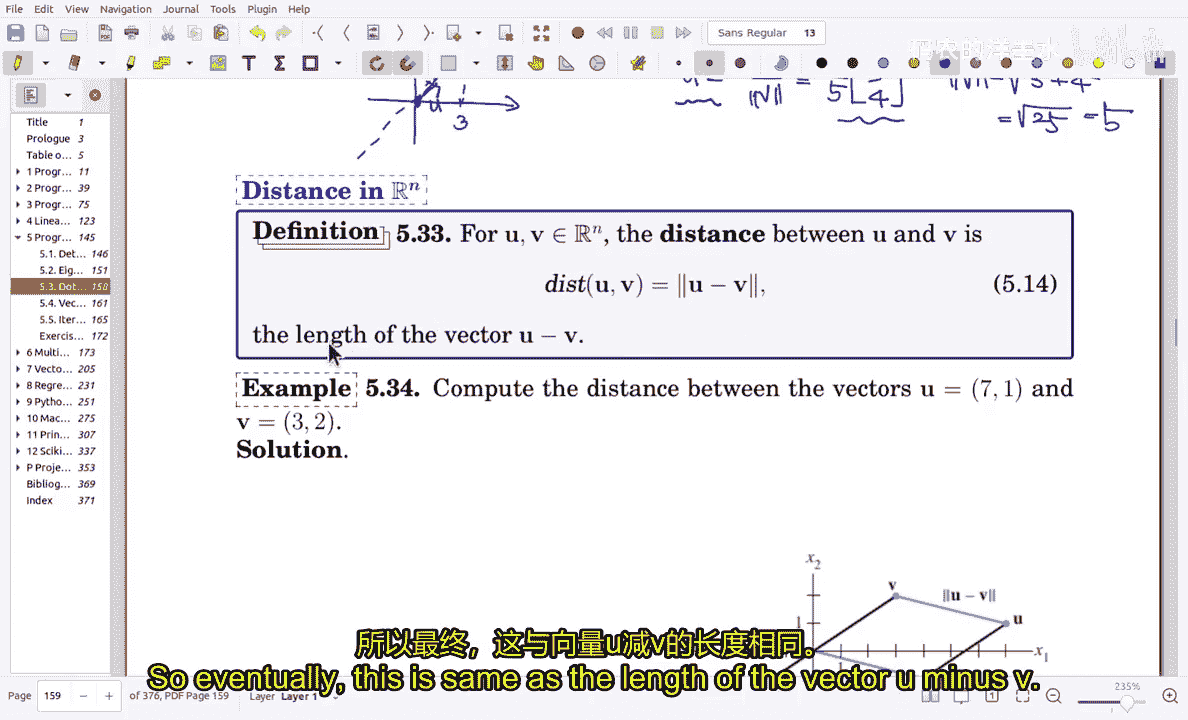 File Edit View Navigation Journal Tools Plugin Help
Sans Regular 13
Title 1
Prologue 3
Table o... 5
1 Progr... 11
2 Progr... 39
3 Progr... 75
4 Linea... 123
5 Progr... 145
5.1. Det... 146
5.2. Eig... 151
5.3. Dot... 158
5.4. Vec... 161
5.5. Iter... 165
Exercis... 172
6 Multi... 173
7 Vecto... 205
8 Regre... 231
9 Pytho... 251
10 Mac... 275
11 Prin... 307
12 Sciki... 337
P Proje... 353
Bibliog... 369
Index 371
3
5 4
= √25 = 5
Distance in ℝⁿ
Definition 5.33. For u, v ∈ ℝⁿ, the distance between u and v is
dist(u, v) = ‖u − v‖, (5.14)
the length of the vector u − v.
Example 5.34. Compute the distance between the vectors u = (7, 1) and
v = (3, 2).
Solution.
x₂
v ‖u − v‖
1 u
x₁
所以最终，这与向量u减v的长度相同。
So eventually, this is same as the length of the vector u minus v.
Page 159 − + of 376, PDF Page 159 Layer Layer 1 235%